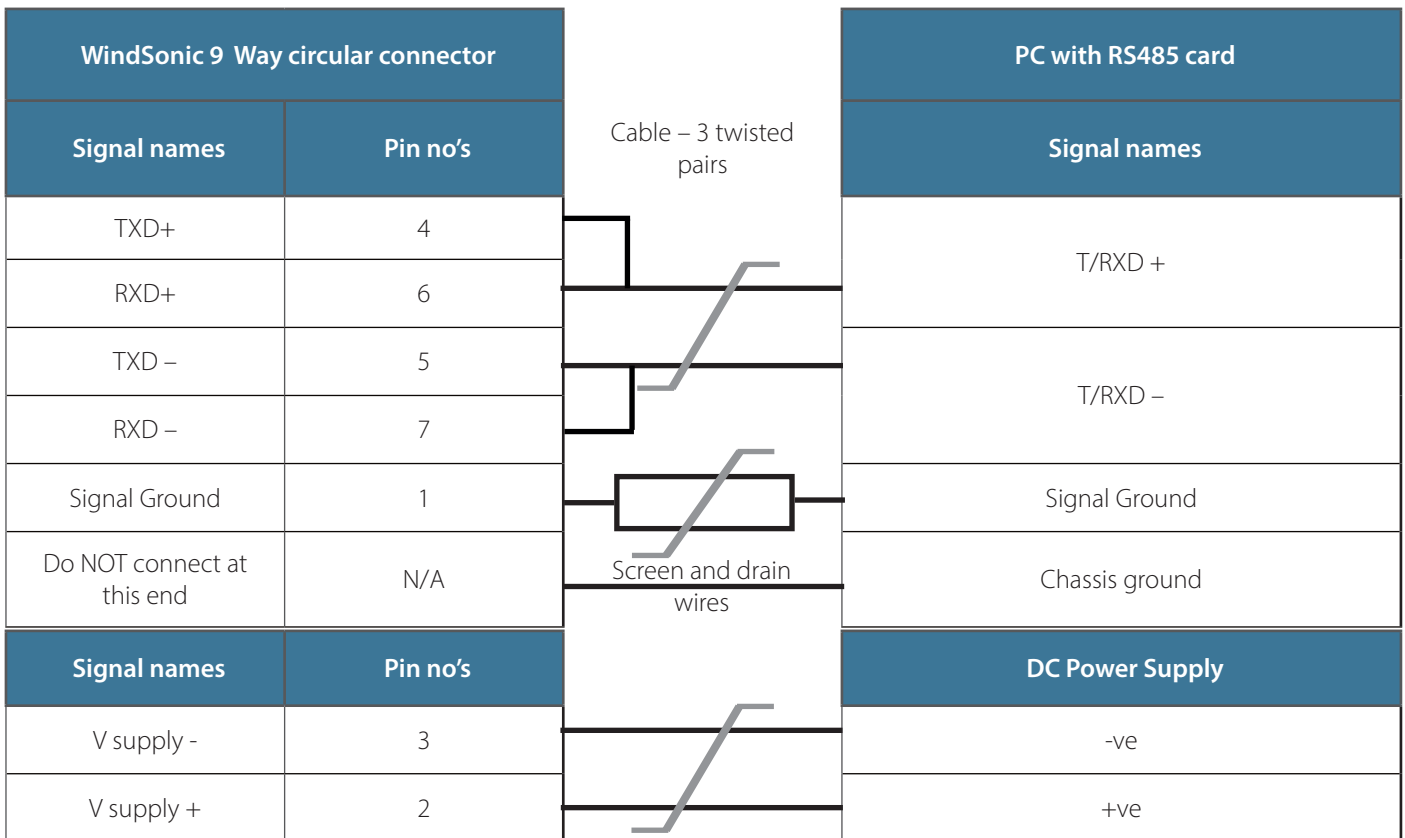 WindSonic 9 Way circular connector
PC with RS485 card
Signal names
Pin no's
Cable – 3 twisted
pairs
Signal names
TXD+
4
T/RXD +
RXD+
6
TXD –
5
T/RXD –
RXD –
7
Signal Ground
1
Signal Ground
Do NOT connect at
this end
N/A
Screen and drain
wires
Chassis ground
Signal names
Pin no's
DC Power Supply
V supply -
3
-ve
V supply +
2
+ve